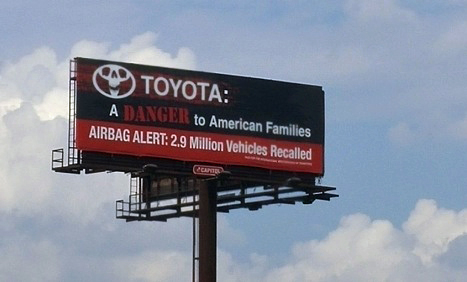 TOYOTA:
A DANGER to American Families
AIRBAG ALERT: 2.9 Million Vehicles Recalled
CAPITOL